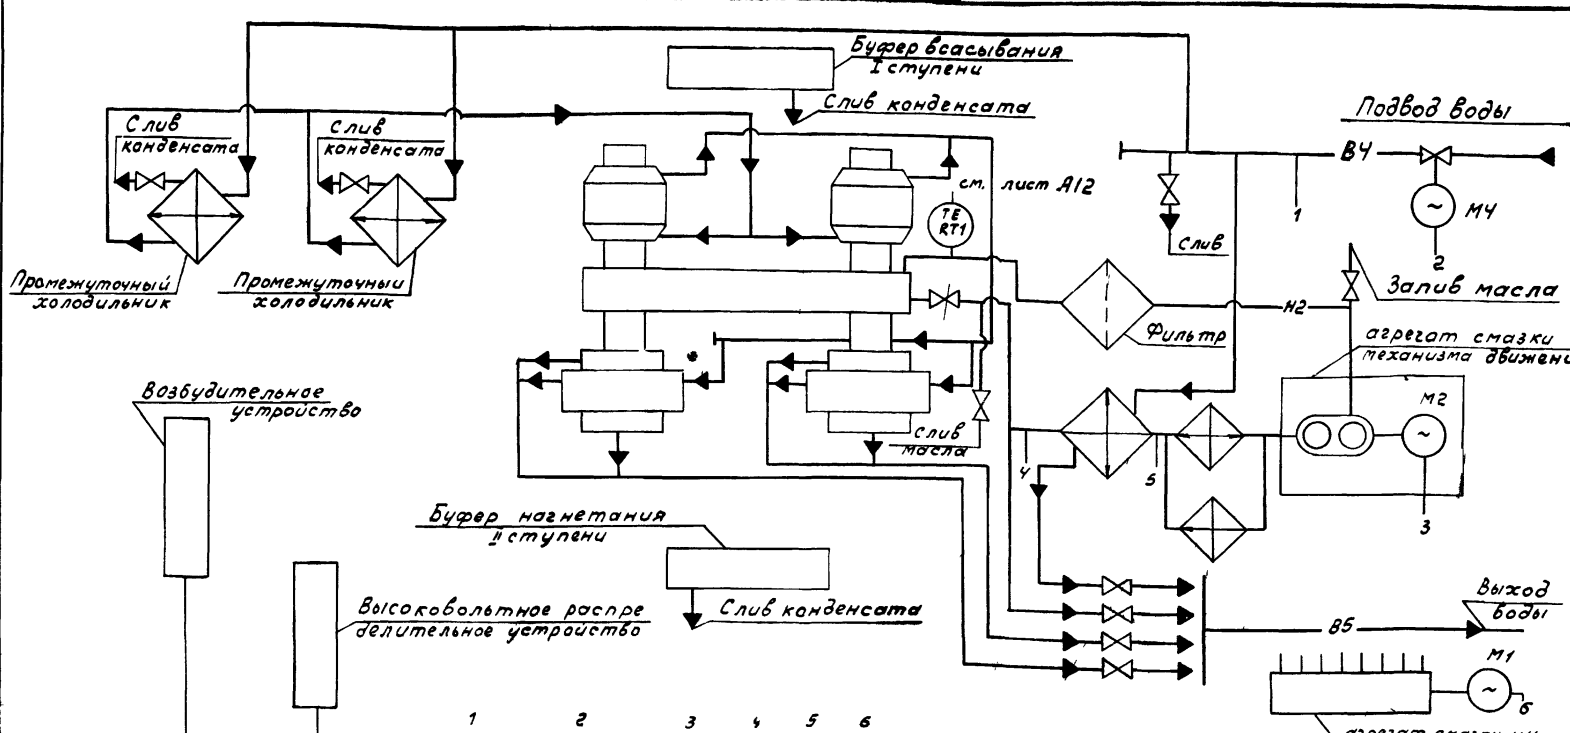 Буфер всасывания
I ступени
Слив конденсата
Подвод воды
Слив
конденсата
Слив
конденсата
В4
см. лист А12
TE
RT1
1
М4
Слив
2
Промежуточный
холодильник
Промежуточный
холодильник
Залив масла
Н2
Фильтр
агрегат смазки
механизма движени
Возбудительное
устройство
М2
Слив
масла
4
5
3
Буфер нагнетания
II ступени
Высоковольтное распре
делительное устройство
Слив конденсата
Выход
воды
В5
М1
6
1 2 3 4 5 6